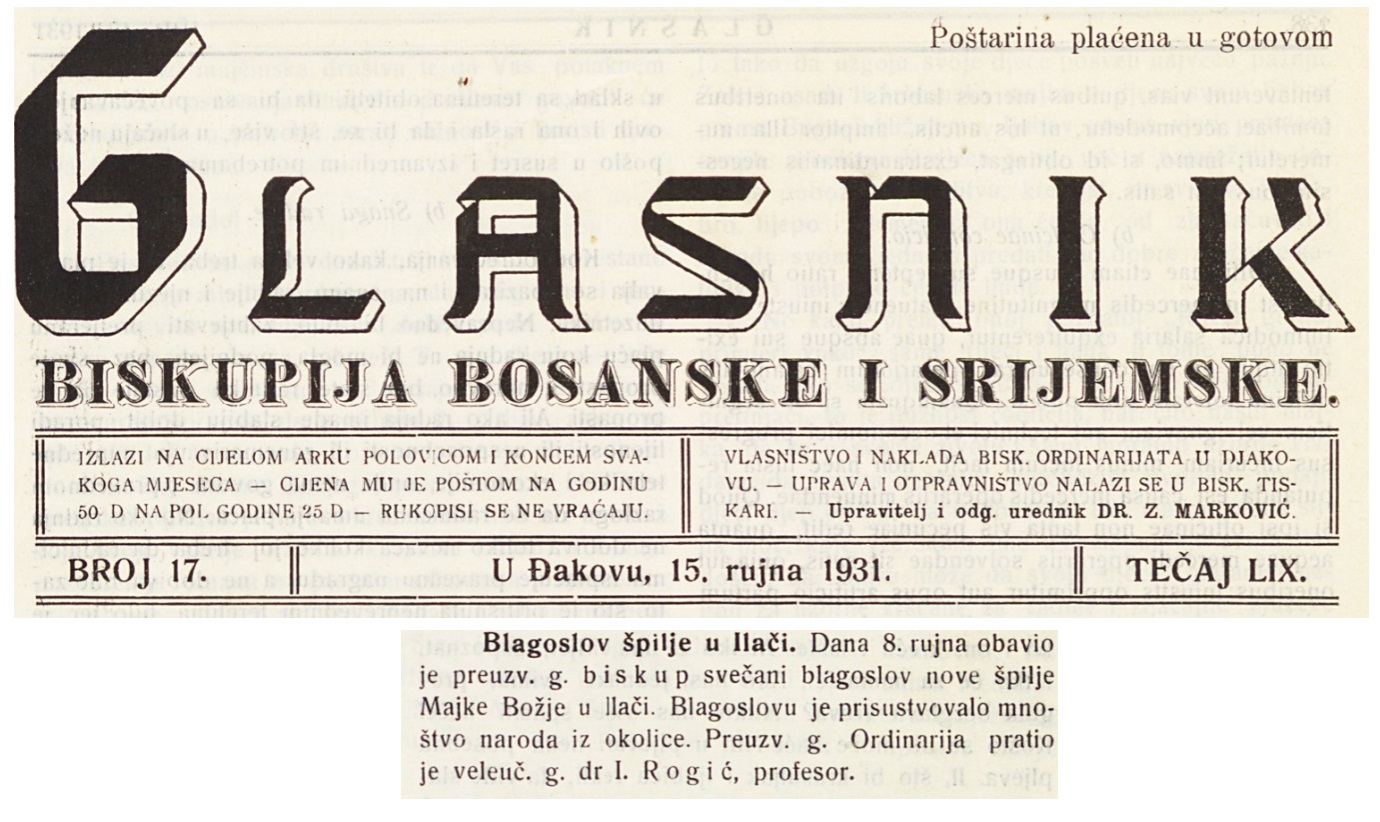 Poštarina plaćena u gotovom
GLASNIK
BISKUPIJA BOSANSKE I SRIJEMSKE.
IZLAZI NA CIJELOM ARKU POLOVICOM I KONCEM SVA-
KOGA MJESECA — CIJENA MU JE POŠTOM NA GODINU
50 D NA POL GODINE 25 D — RUKOPISI SE NE VRAĆAJU.
VLASNIŠTVO I NAKLADA BISK. ORDINARIJATA U DJAKO-
VU. — UPRAVA I OTPRAVNIŠTVO NALAZI SE U BISK. TIS-
KARI. — Upravitelj i odg. urednik DR. Z. MARKOVIĆ.
BROJ 17.
U Đakovu, 15. rujna 1931.
TEČAJ LIX.
Blagoslov špilje u Ilači. Dana 8. rujna obavio
je preuzv. g. biskup svečani blagoslov nove špilje
Majke Božje u Ilači. Blagoslovu je prisustvovalo mno-
štvo naroda iz okolice. Preuzv. g. Ordinarija pratio
je veleuč. g. dr I. Rogić, profesor.